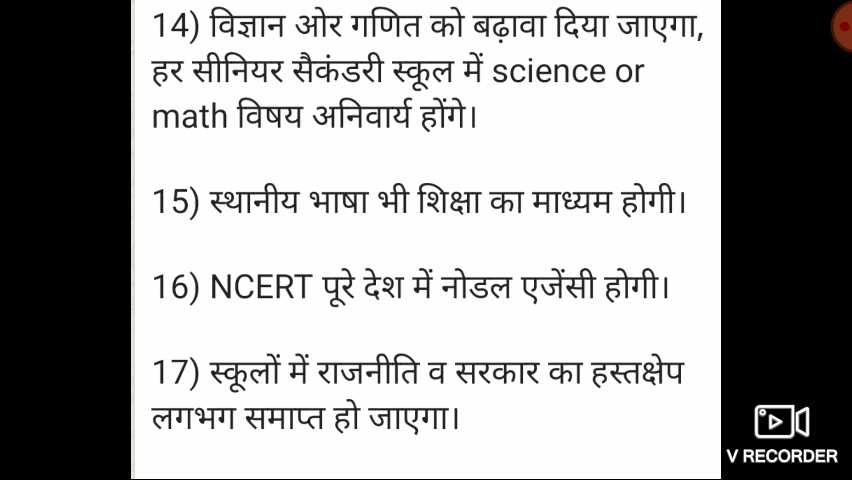 14) विज्ञान ओर गणित को बढ़ावा दिया जाएगा,
हर सीनियर सैकंडरी स्कूल में science or
math विषय अनिवार्य होंगे।
15) स्थानीय भाषा भी शिक्षा का माध्यम होगी।
16) NCERT पूरे देश में नोडल एजेंसी होगी।
17) स्कूलों में राजनीति व सरकार का हस्तक्षेप
लगभग समाप्त हो जाएगा।
V RECORDER